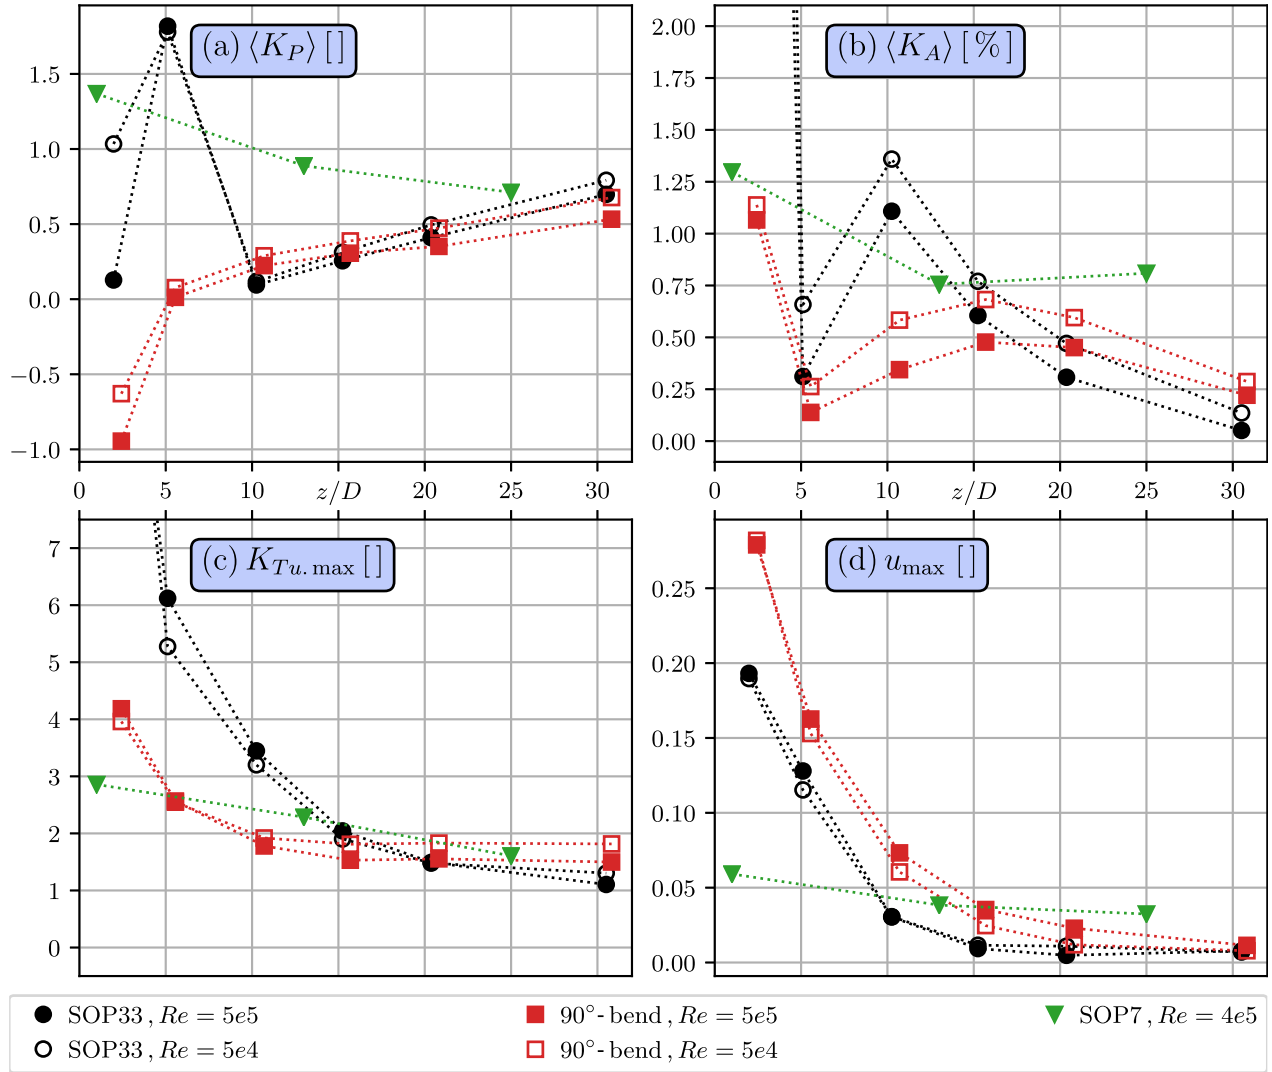 (a) ⟨K_P⟩ [ ]
1.5
1.0
0.5
0.0
−0.5
−1.0
0 5 10 z/D 20 25 30
(b) ⟨K_A⟩ [ % ]
2.00
1.75
1.50
1.25
1.00
0.75
0.50
0.25
0.00
0 5 10 z/D 20 25 30
(c) K_{Tu. max} [ ]
7
6
5
4
3
2
1
0
(d) u_max [ ]
0.25
0.20
0.15
0.10
0.05
0.00
SOP33 , Re = 5e5
SOP33 , Re = 5e4
90°- bend , Re = 5e5
90°- bend , Re = 5e4
SOP7 , Re = 4e5